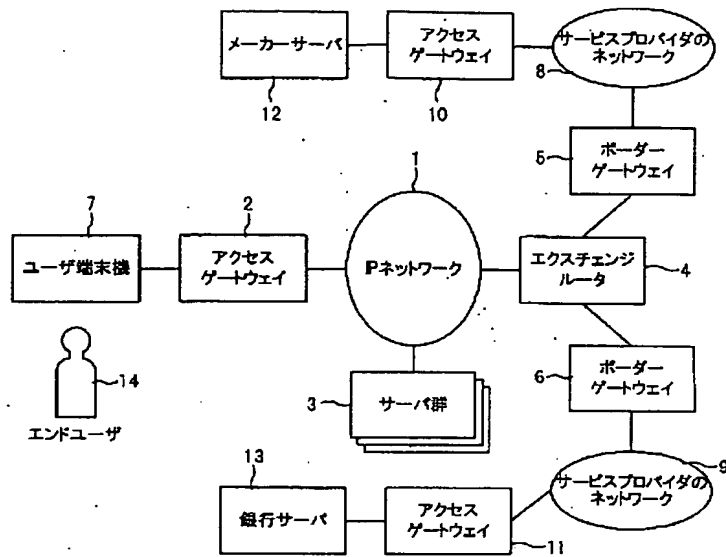 メーカーサーバ
アクセス
ゲートウェイ
サービスプロバイダの
ネットワーク
8
12
10
5
ボーダー
ゲートウェイ
1
7
2
ユーザ端末機
アクセス
ゲートウェイ
IPネットワーク
エクスチェンジ
ルータ
4
14
エンドユーザ
3
サーバ群
6
ボーダー
ゲートウェイ
13
9
銀行サーバ
アクセス
ゲートウェイ
サービスプロバイダの
ネットワーク
11